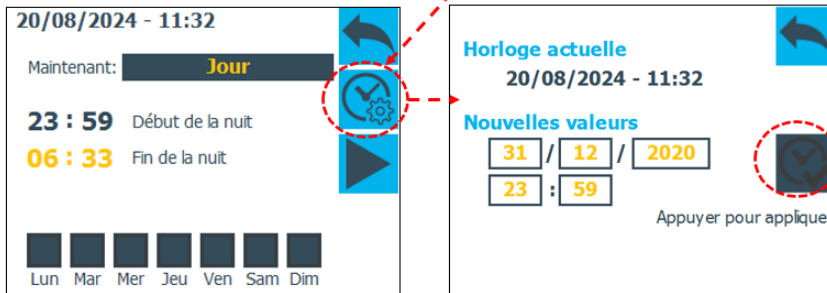 20/08/2024 - 11:32
Maintenant: Jour
23 : 59 Début de la nuit
06 : 33 Fin de la nuit
Lun Mar Mer Jeu Ven Sam Dim
Horloge actuelle
20/08/2024 - 11:32
Nouvelles valeurs
31 / 12 / 2020
23 : 59
Appuyer pour applique